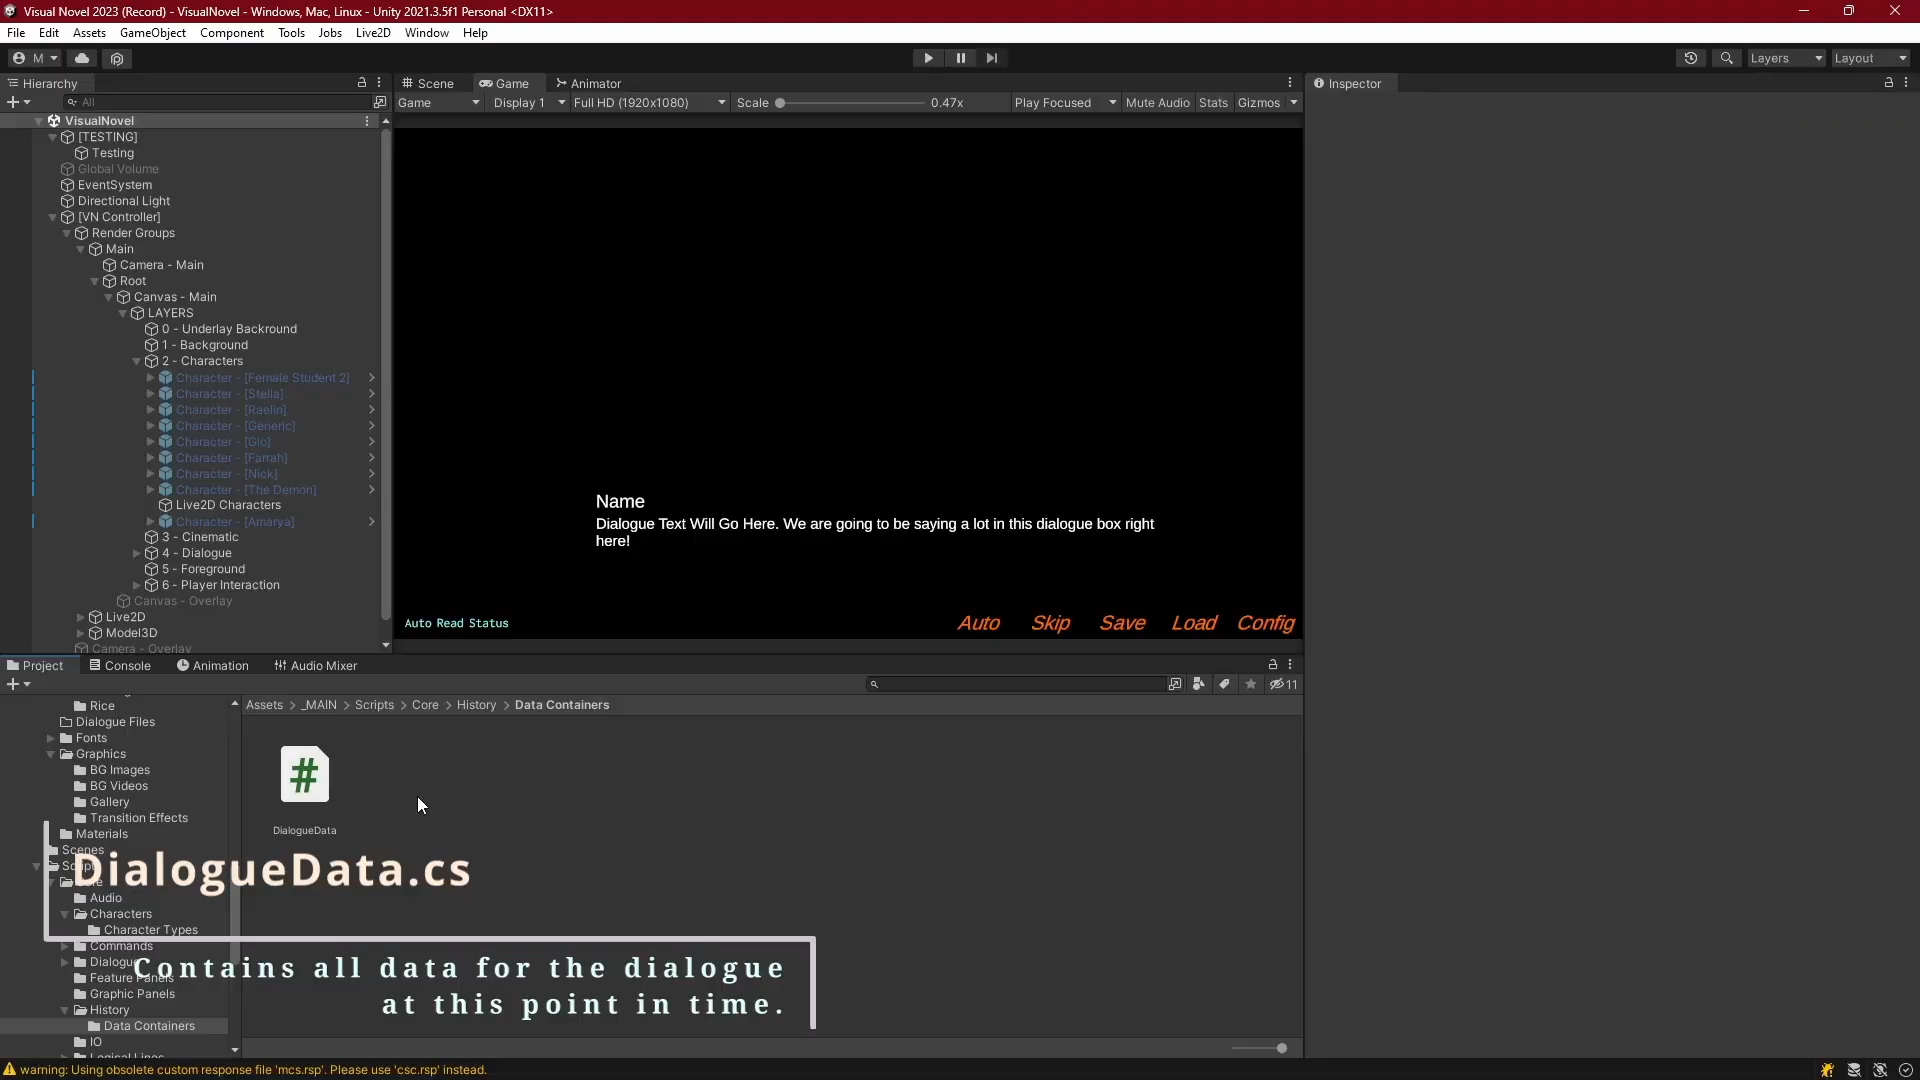 Visual Novel 2023 (Record) - VisualNovel - Windows, Mac, Linux - Unity 2021.3.5f1 Personal <DX11>
File Edit Assets GameObject Component Tools Jobs Live2D Window Help
M Layers Layout
Hierarchy Scene Game Animator Inspector
All Game Display 1 Full HD (1920x1080) Scale 0.47x Play Focused Mute Audio Stats Gizmos
VisualNovel
[TESTING]
Testing
Global Volume
EventSystem
Directional Light
[VN Controller]
Render Groups
Main
Camera - Main
Root
Canvas - Main
LAYERS
0 - Underlay Backround
1 - Background
2 - Characters
Character - [Female Student 2]
Character - [Stella]
Character - [Raelin]
Character - [Generic]
Character - [Gio]
Character - [Farrah]
Character - [Nick]
Character - [The Demon]
Live2D Characters
Character - [Amarya]
3 - Cinematic
4 - Dialogue
5 - Foreground
6 - Player Interaction
Canvas - Overlay
Live2D
Model3D
Camera - Overlay
Name
Dialogue Text Will Go Here. We are going to be saying a lot in this dialogue box right
here!
Auto Read Status Auto Skip Save Load Config
Project Console Animation Audio Mixer
11
Assets > _MAIN > Scripts > Core > History > Data Containers
Rice
Dialogue Files
Fonts
Graphics
BG Images
BG Videos
Gallery
Transition Effects
Materials
Scenes
Audio
Characters
Character Types
Commands
Dialogue
Feature Panels
Graphic Panels
History
Data Containers
IO
Logical Lines
#
DialogueData
DialogueData.cs
Contains all data for the dialogue
at this point in time.
warning: Using obsolete custom response file 'mcs.rsp'. Please use 'csc.rsp' instead.